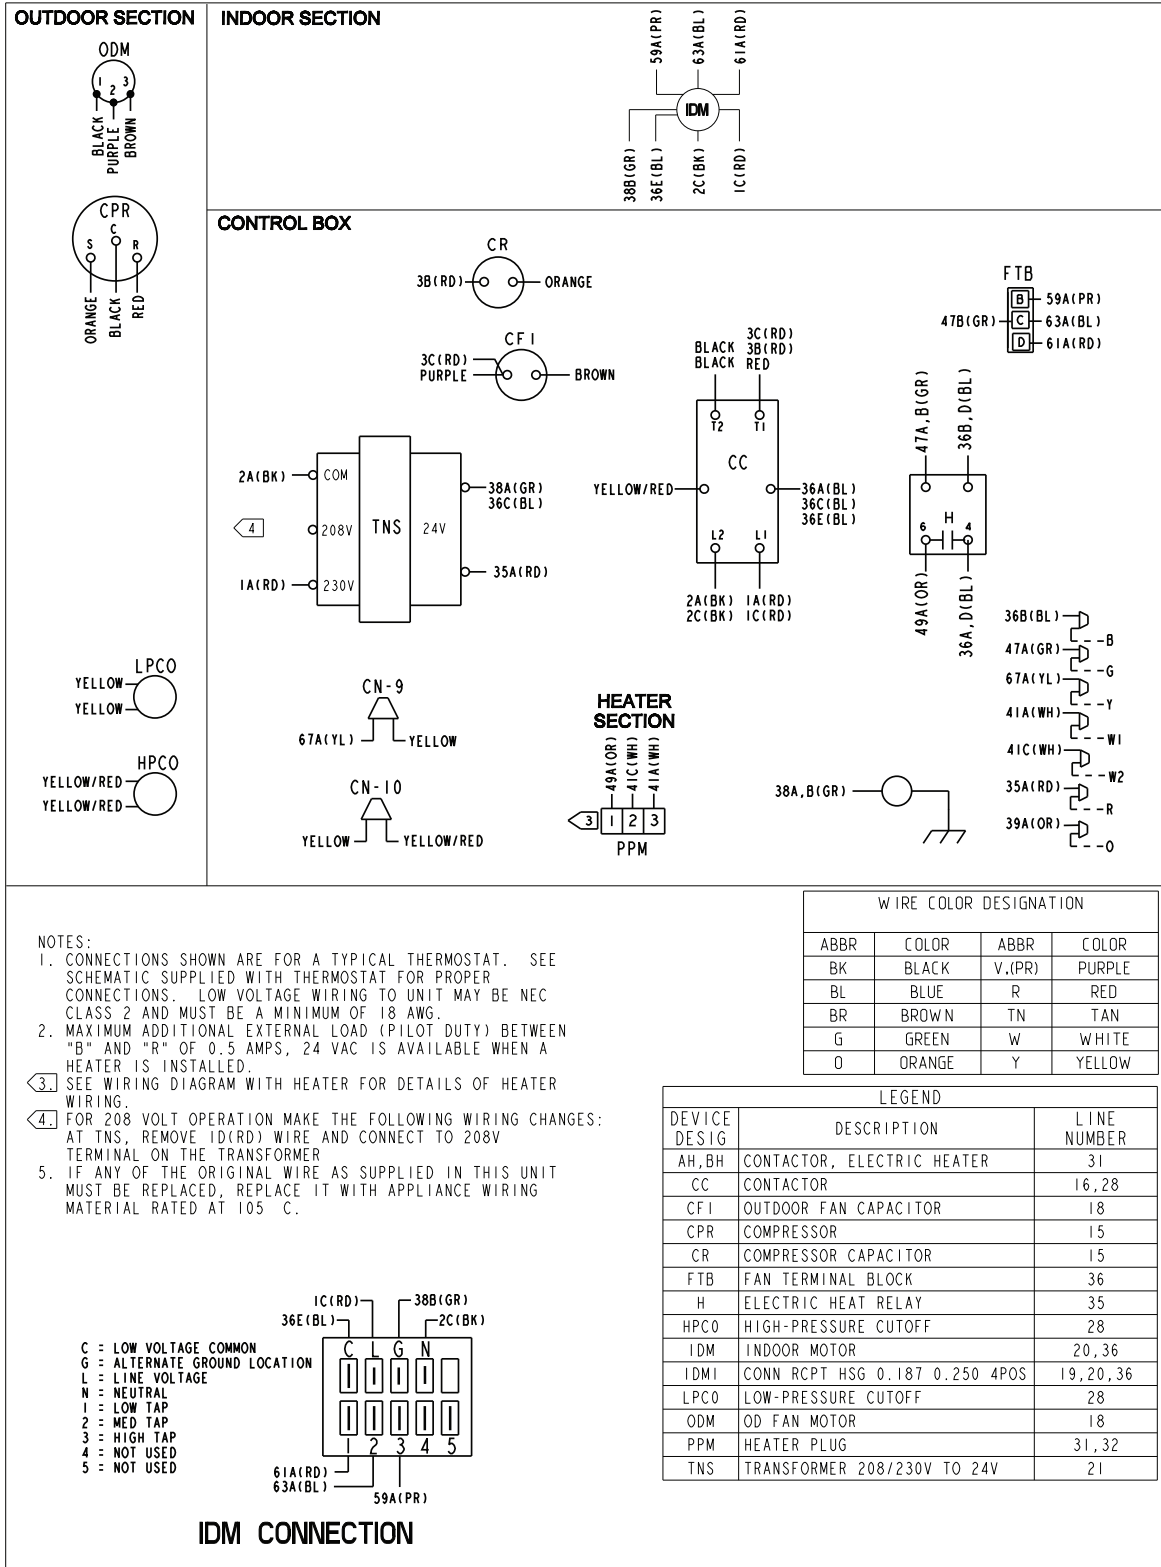 OUTDOOR SECTION
INDOOR SECTION
ODM
1 2 3
BLACK
PURPLE
BROWN
59A(PR)
63A(BL)
61A(RD)
IDM
38B(GR)
36E(BL)
2C(BK)
1C(RD)
CPR
C
S R
ORANGE
BLACK
RED
CONTROL BOX
CR
3B(RD) ORANGE
CF1
3C(RD)
PURPLE BROWN
FTB
B 59A(PR)
47B(GR) C 63A(BL)
D 61A(RD)
BLACK 3C(RD)
BLACK 3B(RD)
RED
T2 T1
CC
YELLOW/RED
36A(BL)
36C(BL)
36E(BL)
L2 L1
2A(BK) 1A(RD)
2C(BK) 1C(RD)
47A,B(GR)
36B,D(BL)
H
6 4
49A(OR)
36A,D(BL)
2A(BK) COM
4 208V TNS 24V
1A(RD) 230V
38A(GR)
36C(BL)
35A(RD)
36B(BL) B
47A(GR) G
67A(YL) Y
41A(WH) W1
41C(WH) W2
35A(RD) R
39A(OR) O
LPCO
YELLOW
YELLOW
HPCO
YELLOW/RED
YELLOW/RED
CN-9
67A(YL) YELLOW
CN-10
YELLOW YELLOW/RED
HEATER
SECTION
49A(OR)
41C(WH)
41A(WH)
3 1 2 3
PPM
38A,B(GR)
NOTES:
1. CONNECTIONS SHOWN ARE FOR A TYPICAL THERMOSTAT. SEE
SCHEMATIC SUPPLIED WITH THERMOSTAT FOR PROPER
CONNECTIONS. LOW VOLTAGE WIRING TO UNIT MAY BE NEC
CLASS 2 AND MUST BE A MINIMUM OF 18 AWG.
2. MAXIMUM ADDITIONAL EXTERNAL LOAD (PILOT DUTY) BETWEEN
"B" AND "R" OF 0.5 AMPS, 24 VAC IS AVAILABLE WHEN A
HEATER IS INSTALLED.
3. SEE WIRING DIAGRAM WITH HEATER FOR DETAILS OF HEATER
WIRING.
4. FOR 208 VOLT OPERATION MAKE THE FOLLOWING WIRING CHANGES:
AT TNS, REMOVE 1D(RD) WIRE AND CONNECT TO 208V
TERMINAL ON THE TRANSFORMER
5. IF ANY OF THE ORIGINAL WIRE AS SUPPLIED IN THIS UNIT
MUST BE REPLACED, REPLACE IT WITH APPLIANCE WIRING
MATERIAL RATED AT 105 C.
WIRE COLOR DESIGNATION
ABBR COLOR ABBR COLOR
BK BLACK V.(PR) PURPLE
BL BLUE R RED
BR BROWN TN TAN
G GREEN W WHITE
O ORANGE Y YELLOW
LEGEND
DEVICE DESIG DESCRIPTION LINE NUMBER
AH,BH CONTACTOR, ELECTRIC HEATER 31
CC CONTACTOR 16,28
CF1 OUTDOOR FAN CAPACITOR 18
CPR COMPRESSOR 15
CR COMPRESSOR CAPACITOR 15
FTB FAN TERMINAL BLOCK 36
H ELECTRIC HEAT RELAY 35
HPCO HIGH-PRESSURE CUTOFF 28
IDM INDOOR MOTOR 20,36
IDM1 CONN RCPT HSG 0.187 0.250 4POS 19,20,36
LPCO LOW-PRESSURE CUTOFF 28
ODM OD FAN MOTOR 18
PPM HEATER PLUG 31,32
TNS TRANSFORMER 208/230V TO 24V 21
C = LOW VOLTAGE COMMON
G = ALTERNATE GROUND LOCATION
L = LINE VOLTAGE
N = NEUTRAL
1 = LOW TAP
2 = MED TAP
3 = HIGH TAP
4 = NOT USED
5 = NOT USED
1C(RD) 38B(GR)
36E(BL) 2C(BK)
C L G N
1 2 3 4 5
61A(RD)
63A(BL)
59A(PR)
IDM CONNECTION